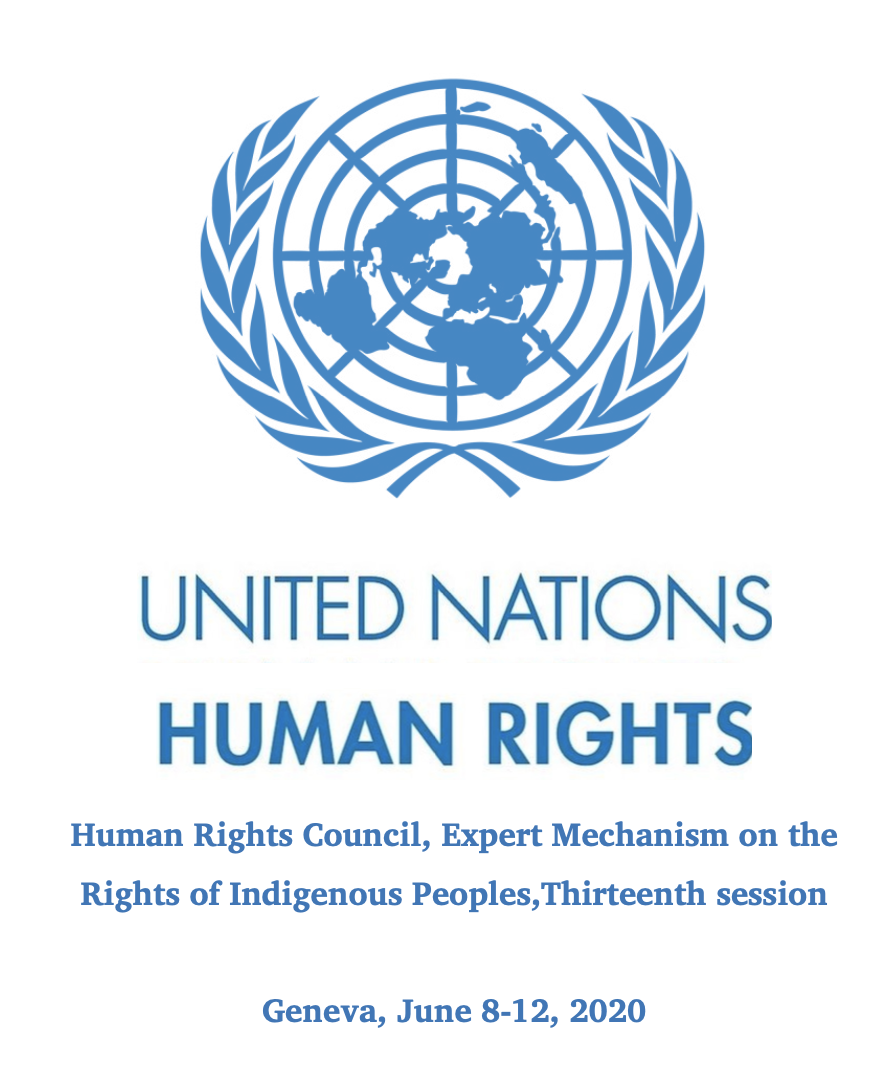 UNITED NATIONS
HUMAN RIGHTS
Human Rights Council, Expert Mechanism on the
Rights of Indigenous Peoples,Thirteenth session
Geneva, June 8-12, 2020